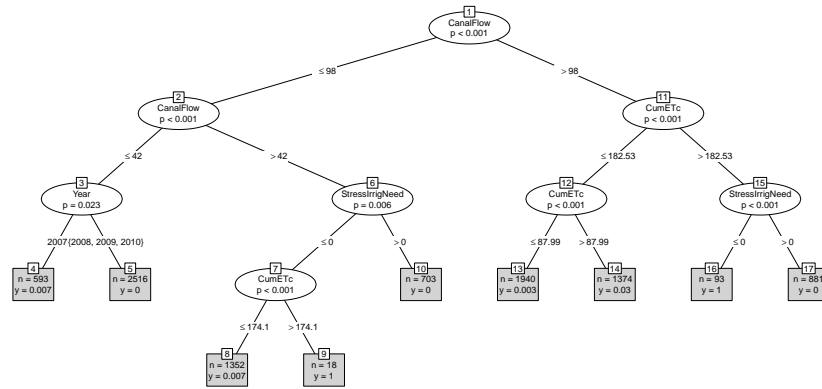 1
CanalFlow
p < 0.001
≤ 98
> 98
2
CanalFlow
p < 0.001
11
CumETc
p < 0.001
≤ 42
> 42
≤ 182.53
> 182.53
3
Year
p = 0.023
6
StressIrrigNeed
p = 0.006
12
CumETc
p < 0.001
15
StressIrrigNeed
p < 0.001
2007{2008, 2009, 2010}
≤ 0
> 0
≤ 87.99
> 87.99
≤ 0
> 0
4
n = 593
y = 0.007
5
n = 2516
y = 0
7
CumETc
p < 0.001
10
n = 703
y = 0
13
n = 1940
y = 0.003
14
n = 1374
y = 0.03
16
n = 93
y = 1
17
n = 881
y = 0
≤ 174.1
> 174.1
8
n = 1352
y = 0.007
9
n = 18
y = 1